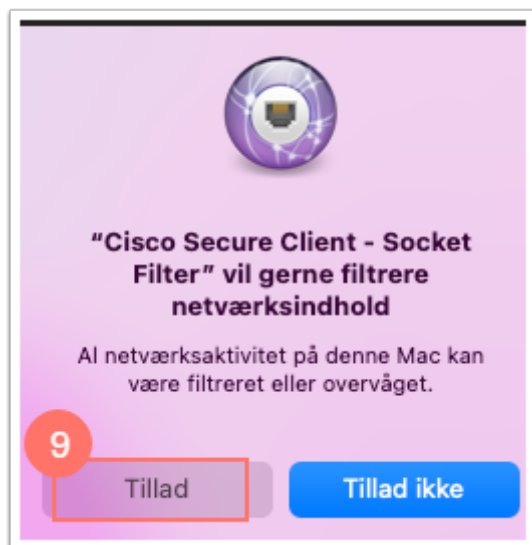 “Cisco Secure Client - Socket
Filter” vil gerne filtrere
netværksindhold
Al netværksaktivitet på denne Mac kan
være filtreret eller overvåget.
9
Tillad
Tillad ikke